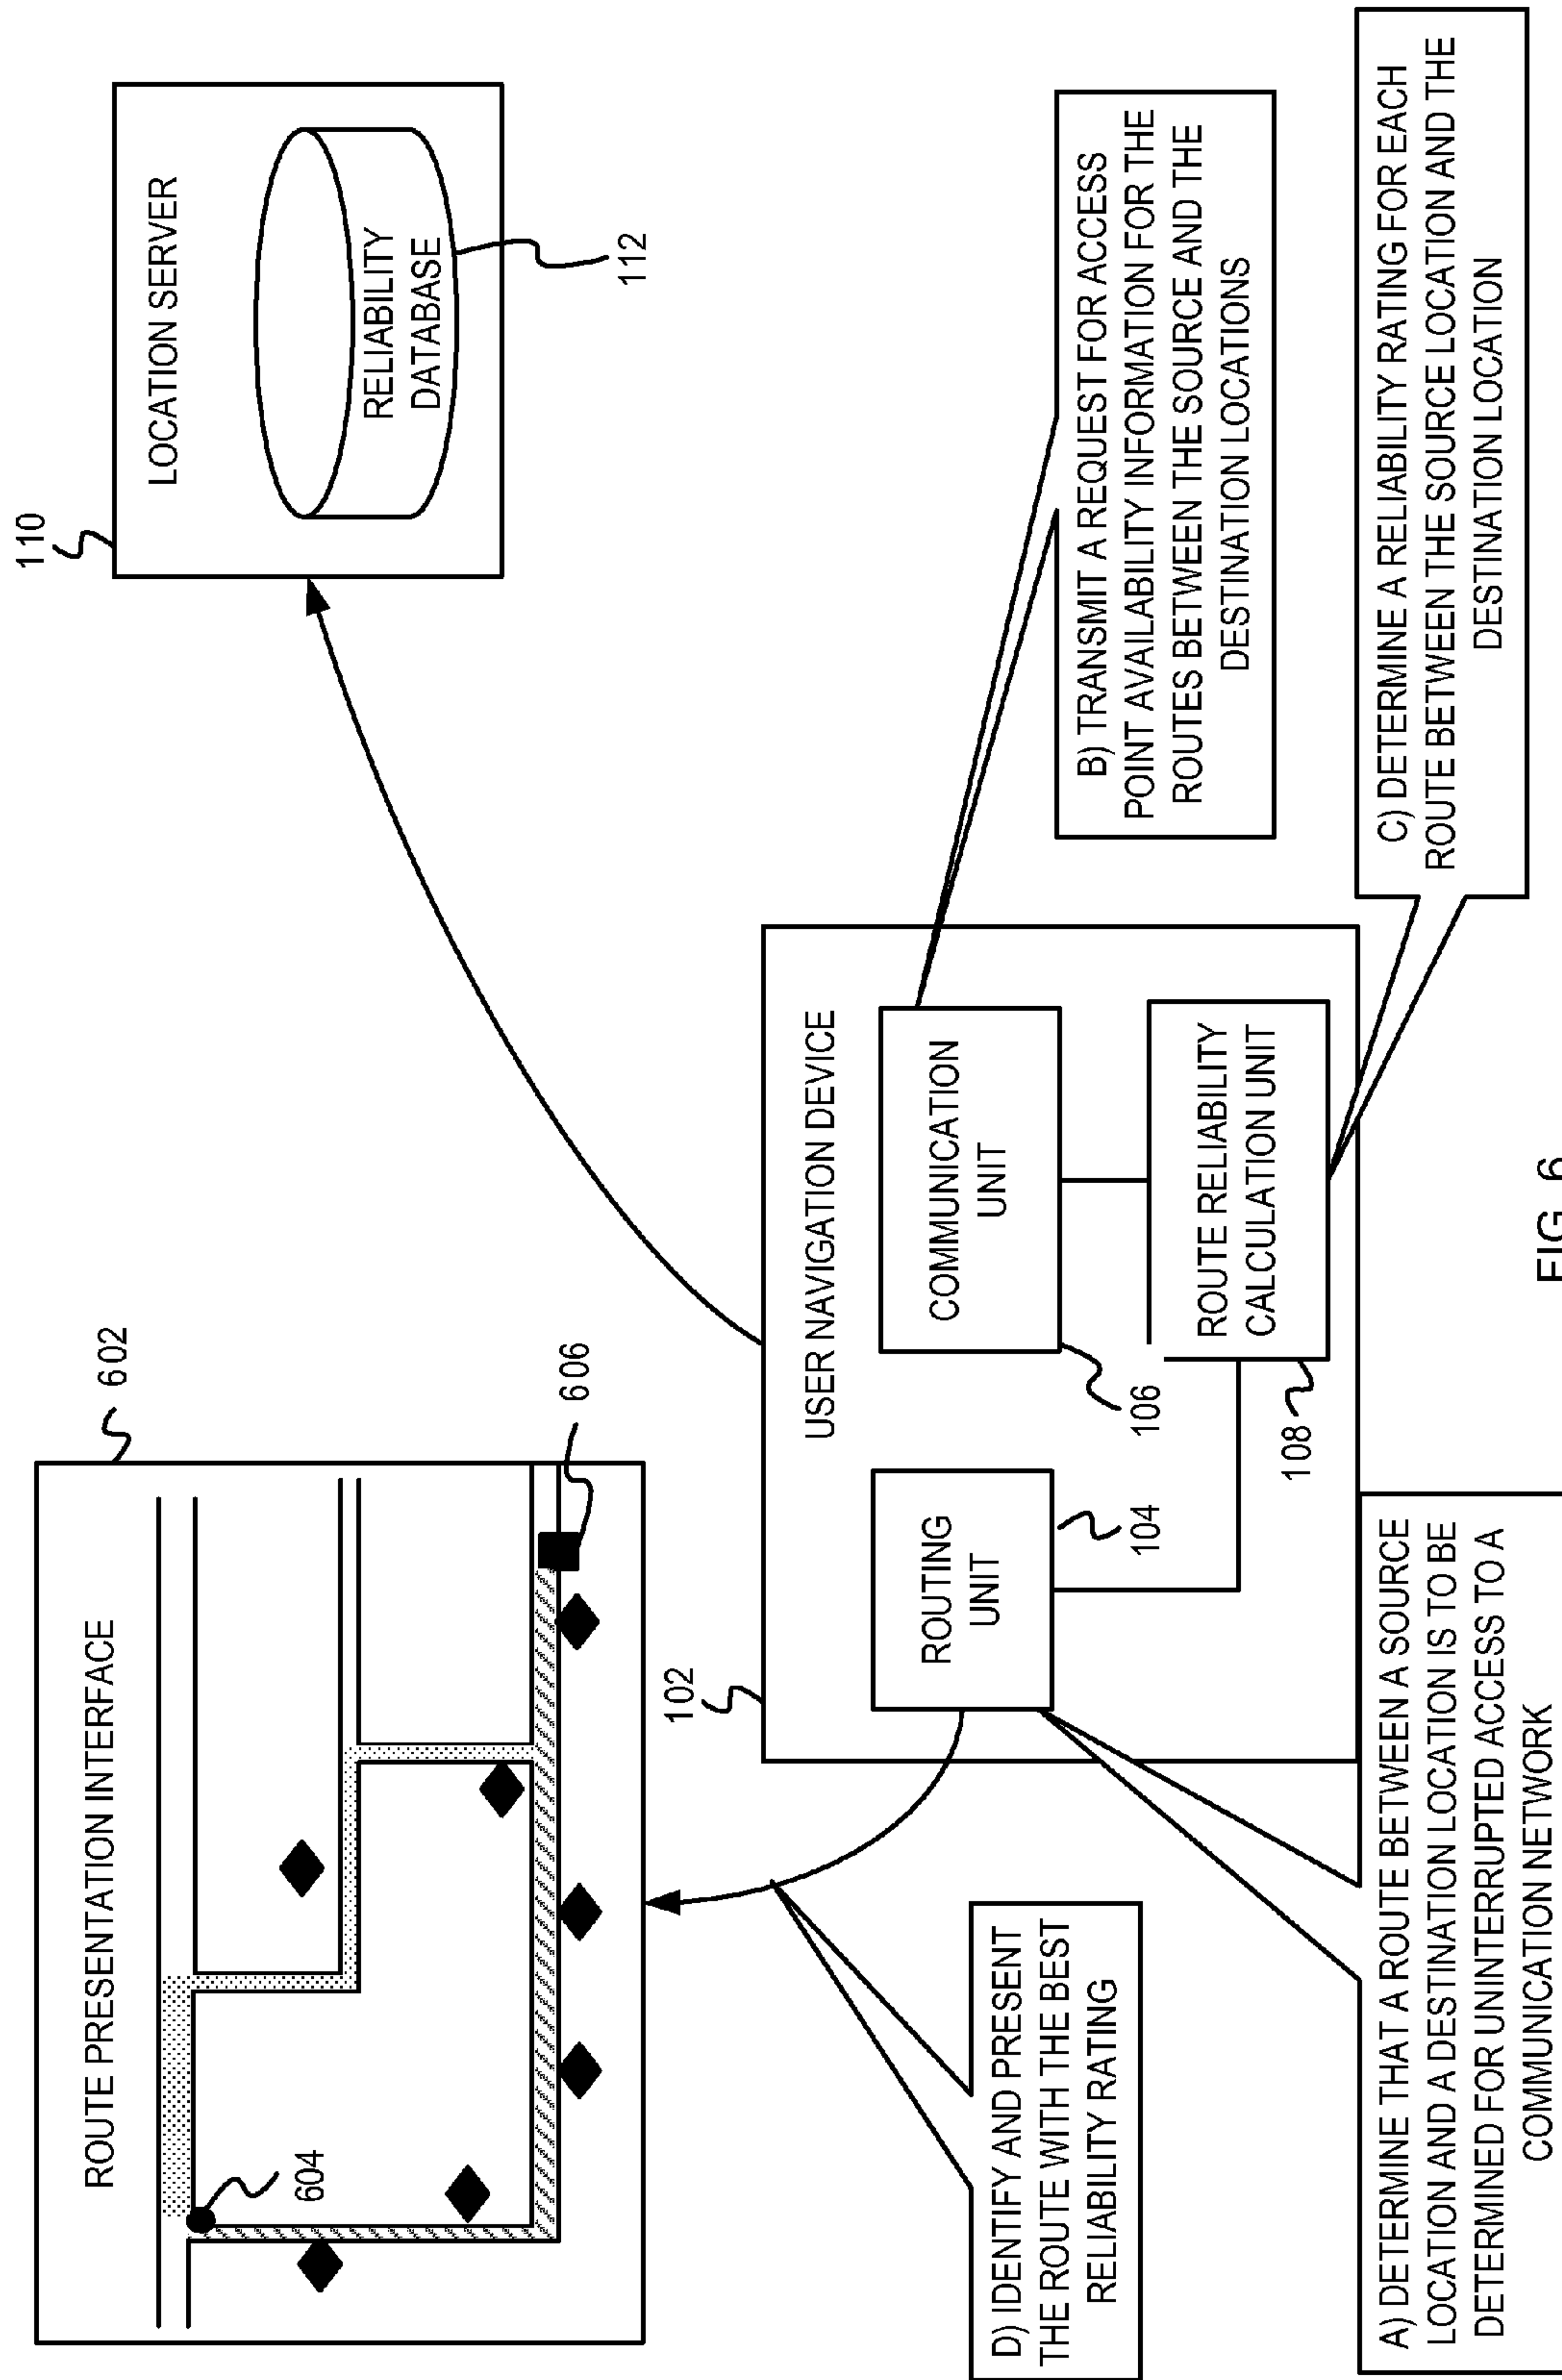 ROUTE PRESENTATION INTERFACE
602
604
606
110
LOCATION SERVER
RELIABILITY
DATABASE
112
102
USER NAVIGATION DEVICE
ROUTING
UNIT
104
COMMUNICATION
UNIT
106
ROUTE RELIABILITY
CALCULATION UNIT
108
D) IDENTIFY AND PRESENT
THE ROUTE WITH THE BEST
RELIABILITY RATING
B) TRANSMIT A REQUEST FOR ACCESS
POINT AVAILABILITY INFORMATION FOR THE
ROUTES BETWEEN THE SOURCE AND THE
DESTINATION LOCATIONS
A) DETERMINE THAT A ROUTE BETWEEN A SOURCE
LOCATION AND A DESTINATION LOCATION IS TO BE
DETERMINED FOR UNINTERRUPTED ACCESS TO A
COMMUNICATION NETWORK
C) DETERMINE A RELIABILITY RATING FOR EACH
ROUTE BETWEEN THE SOURCE LOCATION AND THE
DESTINATION LOCATION
FIG. 6